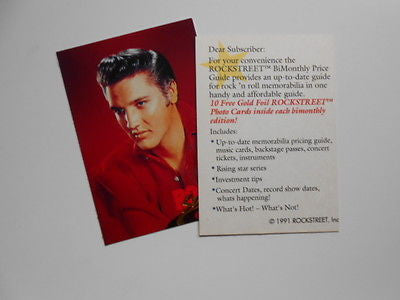 Dear Subscriber:
For your convenience the
ROCKSTREET™ BiMonthly Price
Guide provides an up-to-date guide
for rock 'n roll memorabilia in one
handy and affordable guide.
10 Free Gold Foil ROCKSTREET™
Photo Cards inside each bimonthly
edition!
Includes:
• Up-to-date memorabilia pricing guide,
music cards, backstage passes, concert
tickets, instruments
• Rising star series
• Investment tips
• Concert Dates, record show dates,
whats happening!
• What's Hot! – What's Not!
© 1991 ROCKSTREET, Inc